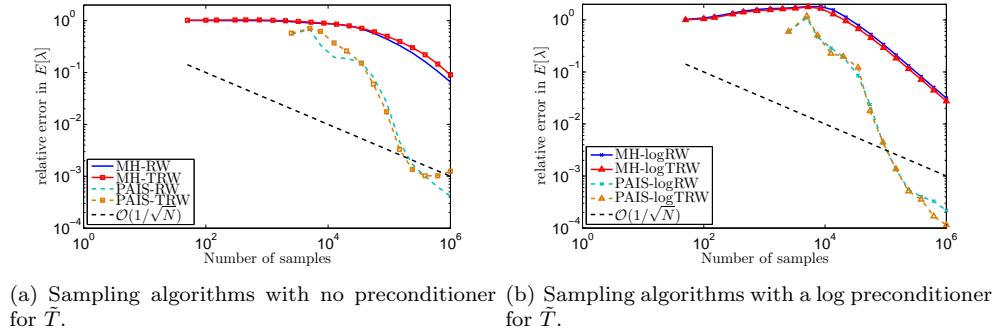 relative error in E[λ]
10^0
10^-1
10^-2
10^-3
10^-4
MH-RW
MH-TRW
PAIS-RW
PAIS-TRW
O(1/√N)
10^0 10^2 10^4 10^6
Number of samples
relative error in E[λ]
10^0
10^-1
10^-2
10^-3
10^-4
MH-logRW
MH-logTRW
PAIS-logRW
PAIS-logTRW
O(1/√N)
10^0 10^2 10^4 10^6
Number of samples
(a) Sampling algorithms with no preconditioner
for T̃.
(b) Sampling algorithms with a log preconditioner
for T̃.